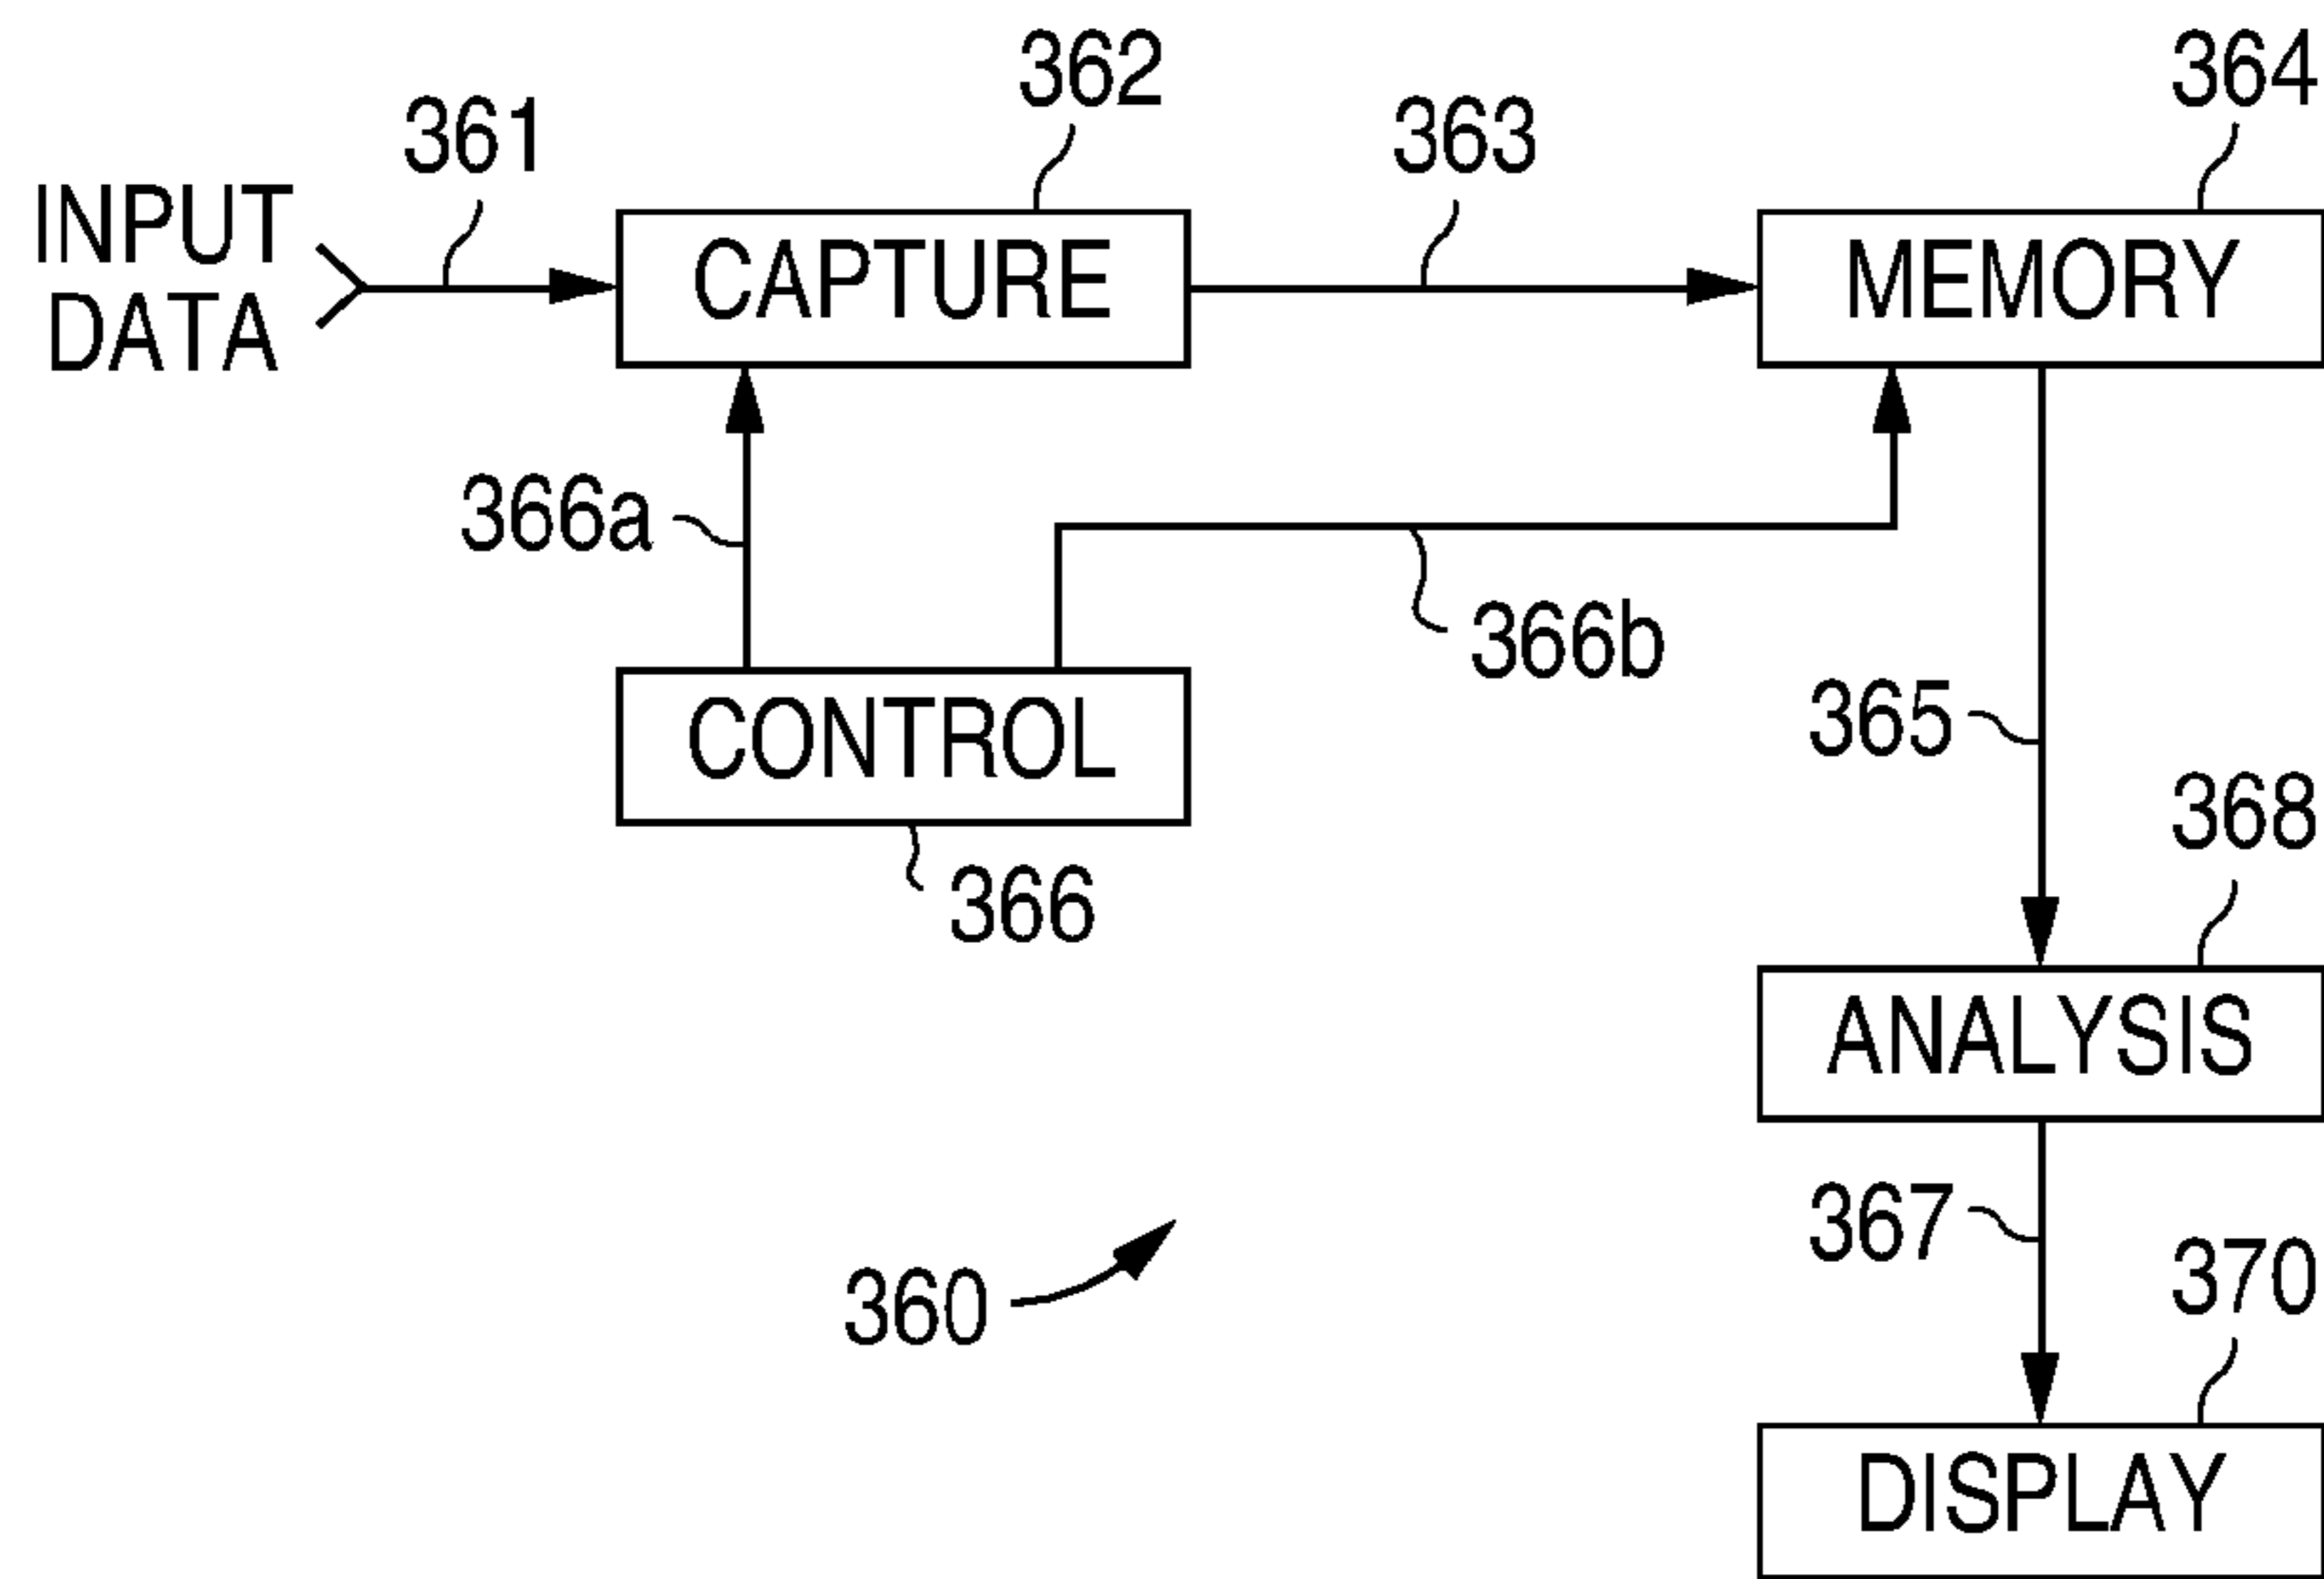 362
364
361
363
INPUT
DATA
CAPTURE
MEMORY
366a
366b
CONTROL
365
368
366
ANALYSIS
367
370
360
DISPLAY